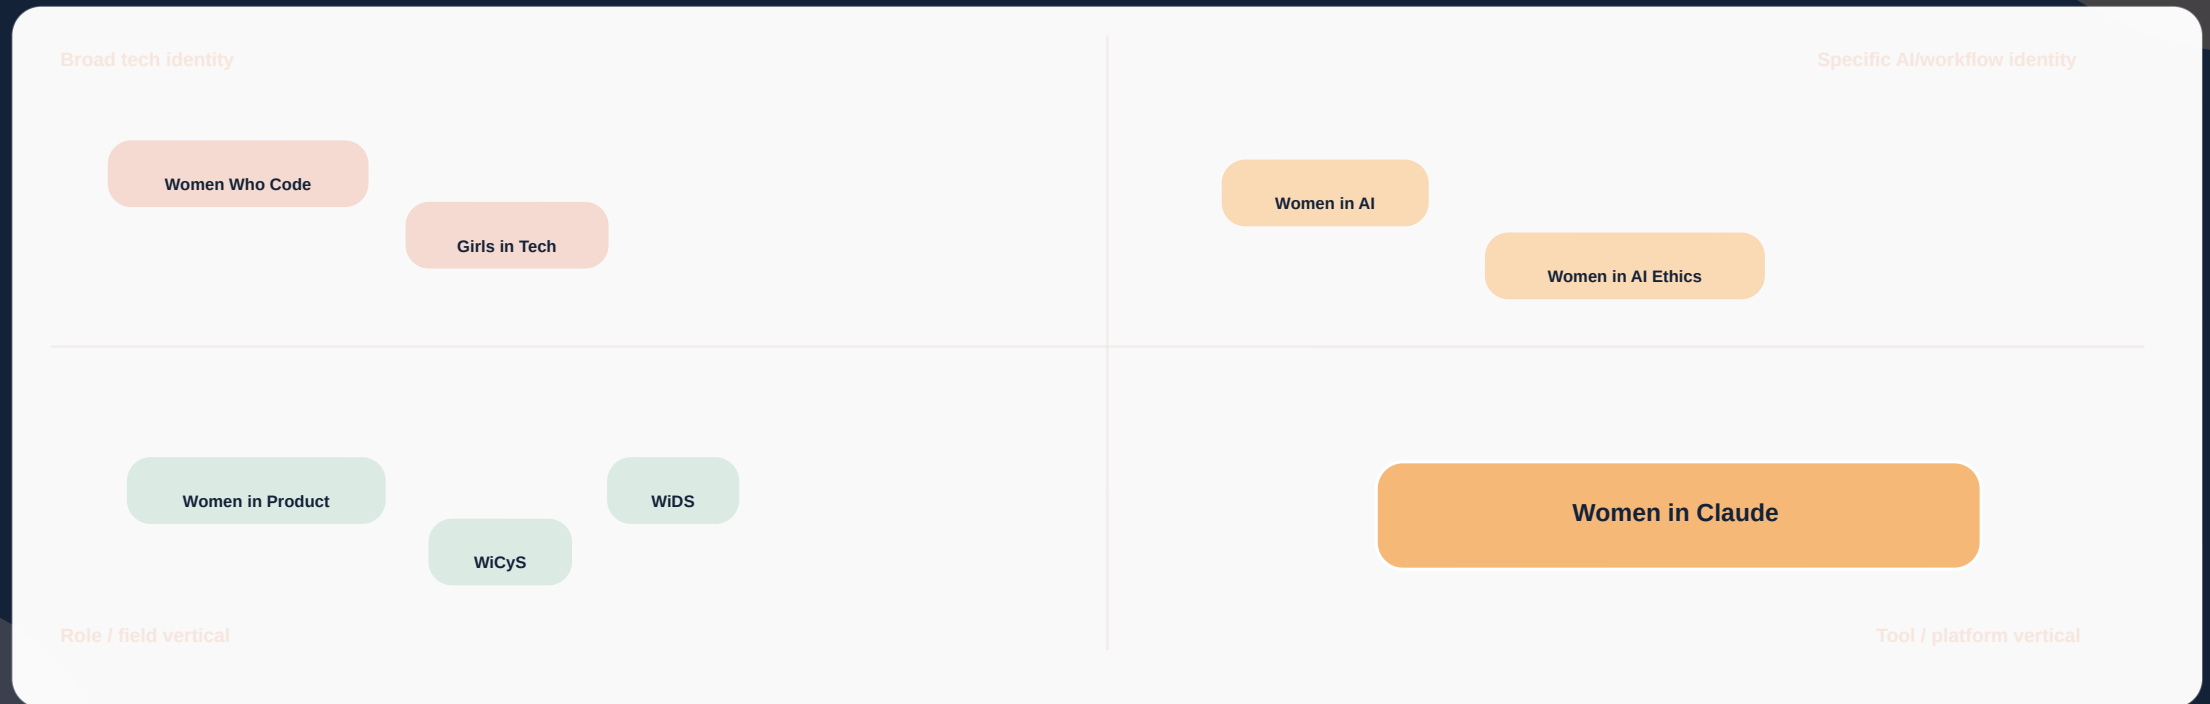 Broad tech identity
Specific AI/workflow identity
Women Who Code
Girls in Tech
Women in AI
Women in AI Ethics
Women in Product
WiCyS
WiDS
Women in Claude
Role / field vertical
Tool / platform vertical